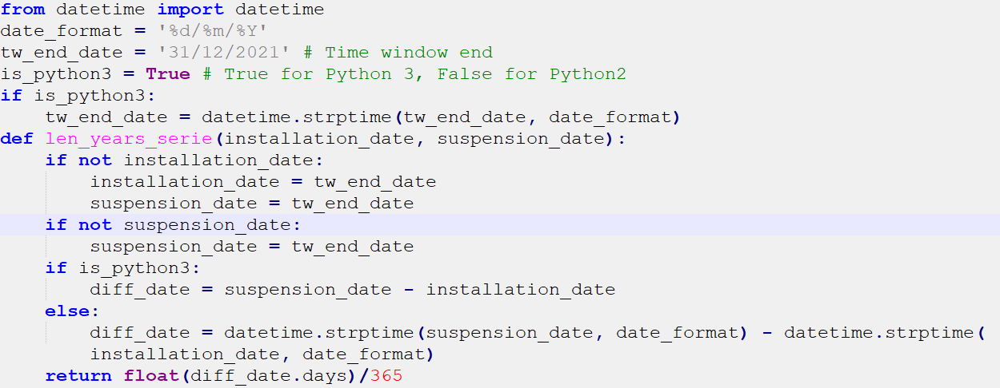 from datetime import datetime
date_format = '%d/%m/%Y'
tw_end_date = '31/12/2021' # Time window end
is_python3 = True # True for Python 3, False for Python2
if is_python3:
    tw_end_date = datetime.strptime(tw_end_date, date_format)
def len_years_serie(installation_date, suspension_date):
    if not installation_date:
        installation_date = tw_end_date
        suspension_date = tw_end_date
    if not suspension_date:
        suspension_date = tw_end_date
    if is_python3:
        diff_date = suspension_date - installation_date
    else:
        diff_date = datetime.strptime(suspension_date, date_format) - datetime.strptime(
        installation_date, date_format)
    return float(diff_date.days)/365